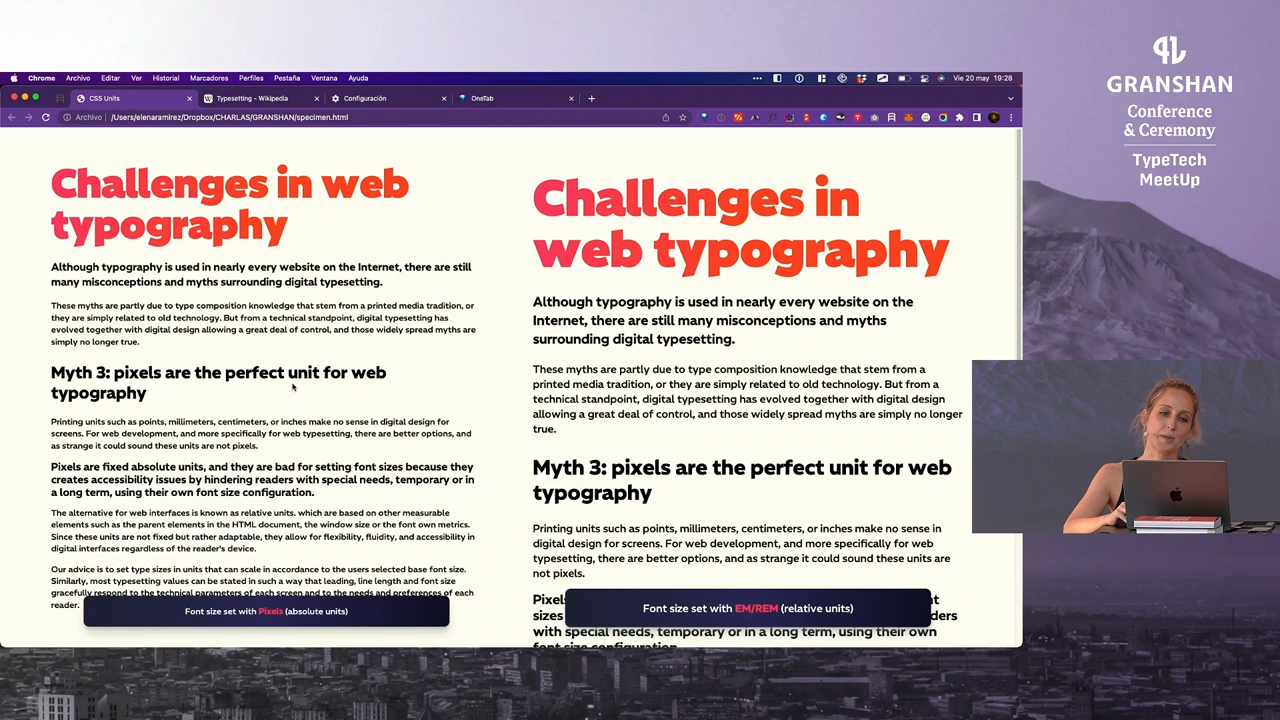 Chrome Archivo Editar Ver Historial Marcadores Perfiles Pestaña Ventana Ayuda
Vie 20 may 19:28
CSS Units
Typesetting - Wikipedia
Configuración
OneTab
Archivo
/Users/elenaramirez/Dropbox/CHARLAS/GRANSHAN/specimen.html
Challenges in web
typography
Although typography is used in nearly every website on the Internet, there are still
many misconceptions and myths surrounding digital typesetting.
These myths are partly due to type composition knowledge that stem from a printed media tradition, or
they are simply related to old technology. But from a technical standpoint, digital typesetting has
evolved together with digital design allowing a great deal of control, and those widely spread myths are
simply no longer true.
Myth 3: pixels are the perfect unit for web
typography
Printing units such as points, millimeters, centimeters, or inches make no sense in digital design for
screens. For web development, and more specifically for web typesetting, there are better options, and
as strange it could sound these units are not pixels.
Pixels are fixed absolute units, and they are bad for setting font sizes because they
creates accessibility issues by hindering readers with special needs, temporary or in
a long term, using their own font size configuration.
The alternative for web interfaces is known as relative units. which are based on other measurable
elements such as the parent elements in the HTML document, the window size or the font own metrics.
Since these units are not fixed but rather adaptable, they allow for flexibility, fluidity, and accessibility in
digital interfaces regardless of the reader's device.
Our advice is to set type sizes in units that can scale in accordance to the users selected base font size.
Similarly, most typesetting values can be stated in such a way that leading, line length and font size
gracefully respond to the technical parameters of each screen and to the needs and preferences of each
reader.
Font size set with Pixels (absolute units)
Challenges in
web typography
Although typography is used in nearly every website on the
Internet, there are still many misconceptions and myths
surrounding digital typesetting.
These myths are partly due to type composition knowledge that stem from a
printed media tradition, or they are simply related to old technology. But from a
technical standpoint, digital typesetting has evolved together with digital design
allowing a great deal of control, and those widely spread myths are simply no longer
true.
Myth 3: pixels are the perfect unit for web
typography
Printing units such as points, millimeters, centimeters, or inches make no sense in
digital design for screens. For web development, and more specifically for web
typesetting, there are better options, and as strange it could sound these units are
not pixels.
Font size set with EM/REM (relative units)
with special needs, temporary or in a long term, using their own
font size configuration.
GRANSHAN
Conference
& Ceremony
TypeTech
MeetUp